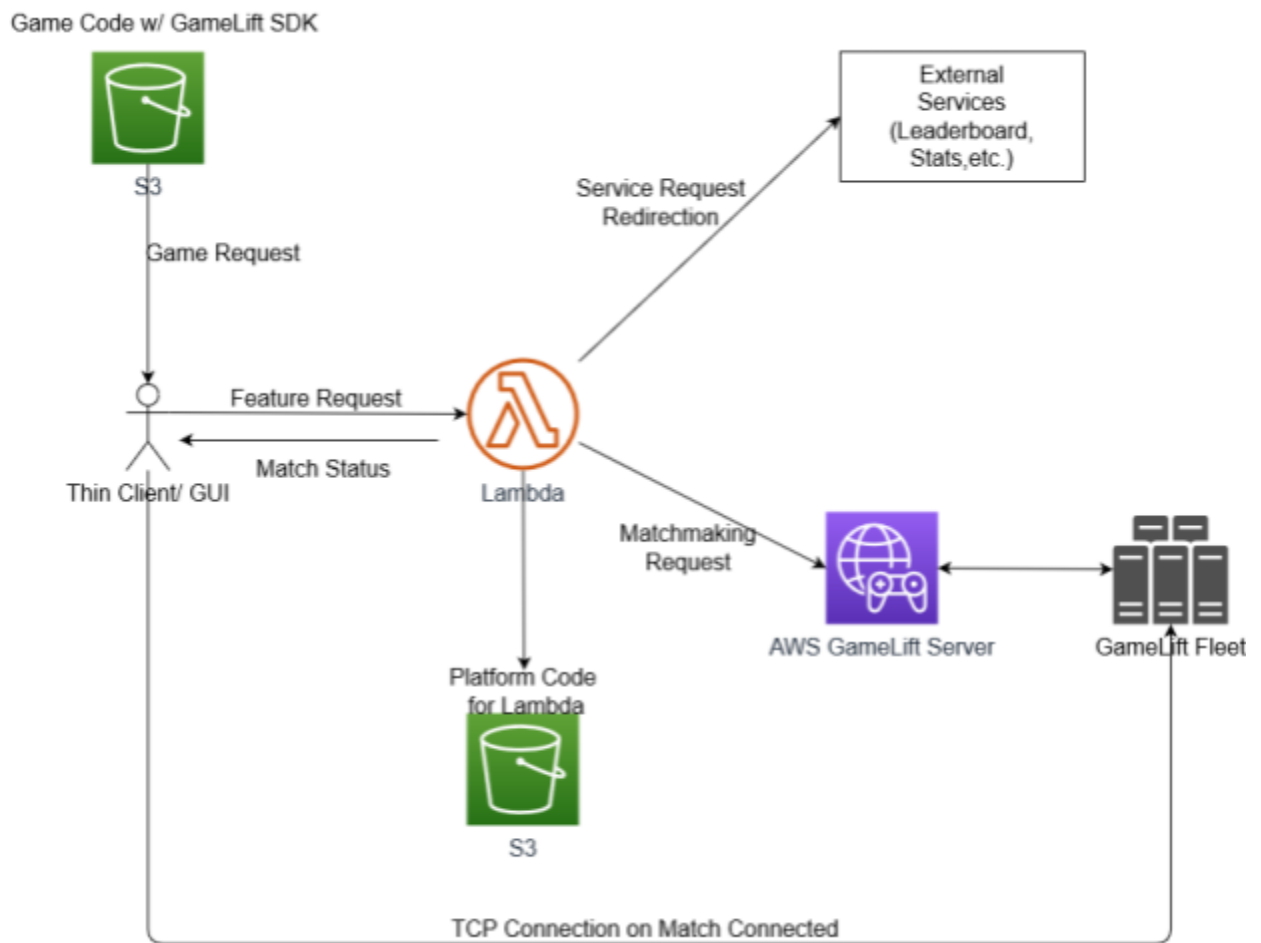 Game Code w/ GameLift SDK
S3
Game Request
External
Services
(Leaderboard,
Stats,etc.)
Service Request
Redirection
Feature Request
Match Status
Thin Client/ GUI
Lambda
Matchmaking
Request
AWS GameLift Server
GameLift Fleet
Platform Code
for Lambda
S3
TCP Connection on Match Connected